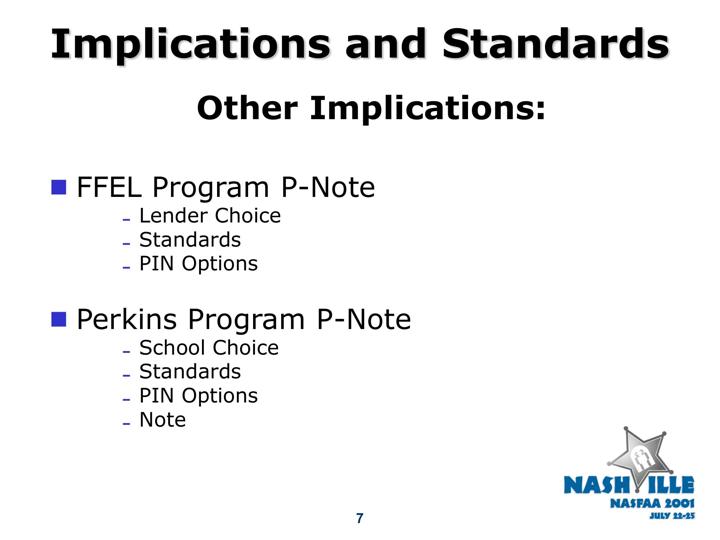 Implications and Standards
Other Implications:
FFEL Program P-Note
Lender Choice
Standards
PIN Options
Perkins Program P-Note
School Choice
Standards
PIN Options
Note
NASHVILLE
NASFAA 2001
JULY 22-25
7